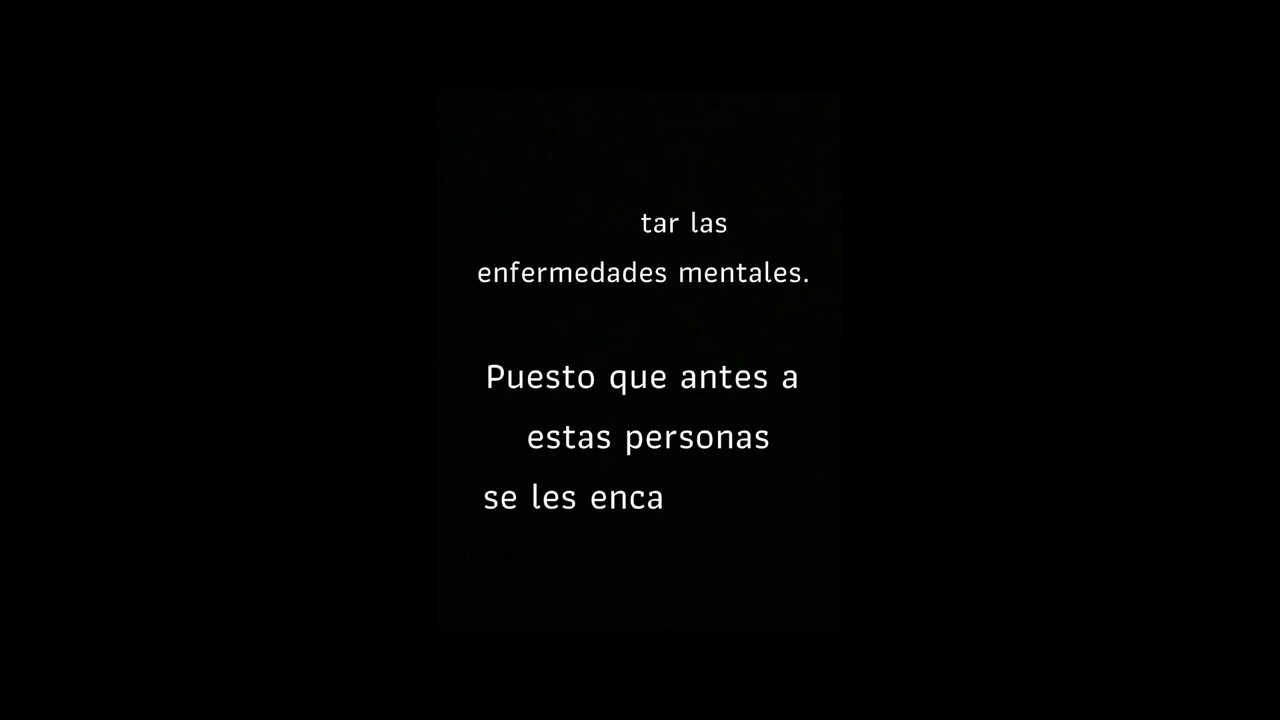 tar las
enfermedades mentales.
Puesto que antes a
estas personas
se les enca